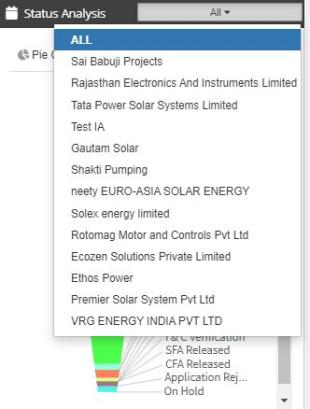 Status Analysis
All
Pie
ALL
Sai Babuji Projects
Rajasthan Electronics And Instruments Limited
Tata Power Solar Systems Limited
Test IA
Gautam Solar
Shakti Pumping
neety EURO-ASIA SOLAR ENERGY
Solex energy limited
Rotomag Motor and Controls Pvt Ltd
Ecozen Solutions Private Limited
Ethos Power
Premier Solar System Pvt Ltd
VRG ENERGY INDIA PVT LTD
T&C Verification
SFA Released
CFA Released
Application Rej...
On Hold